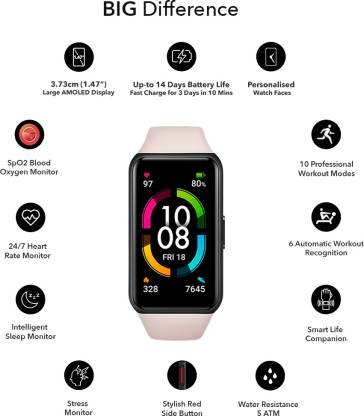 BIG Difference
1.47"
3.73cm (1.47")
Large AMOLED Display
Up-to 14 Days Battery Life
Fast Charge for 3 Days in 10 Mins
Personalised
Watch Faces
SpO2 Blood
Oxygen Monitor
10 Professional
Workout Modes
97
80%
10
08
FRI 18
328
7645
24/7 Heart
Rate Monitor
6 Automatic Workout
Recognition
Intelligent
Sleep Monitor
Smart Life
Companion
Stress
Monitor
Stylish Red
Side Button
Water Resistance
5 ATM